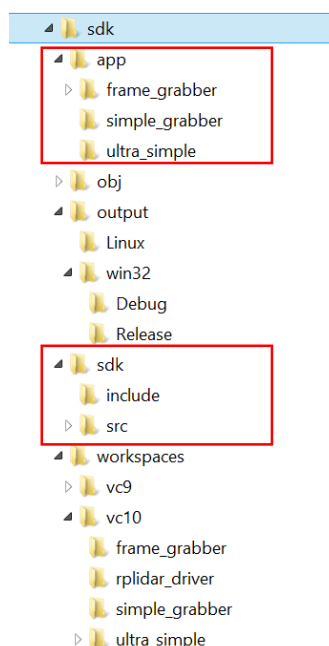 sdk
app
frame_grabber
simple_grabber
ultra_simple
obj
output
Linux
win32
Debug
Release
sdk
include
src
workspaces
vc9
vc10
frame_grabber
rplidar_driver
simple_grabber
ultra_simple